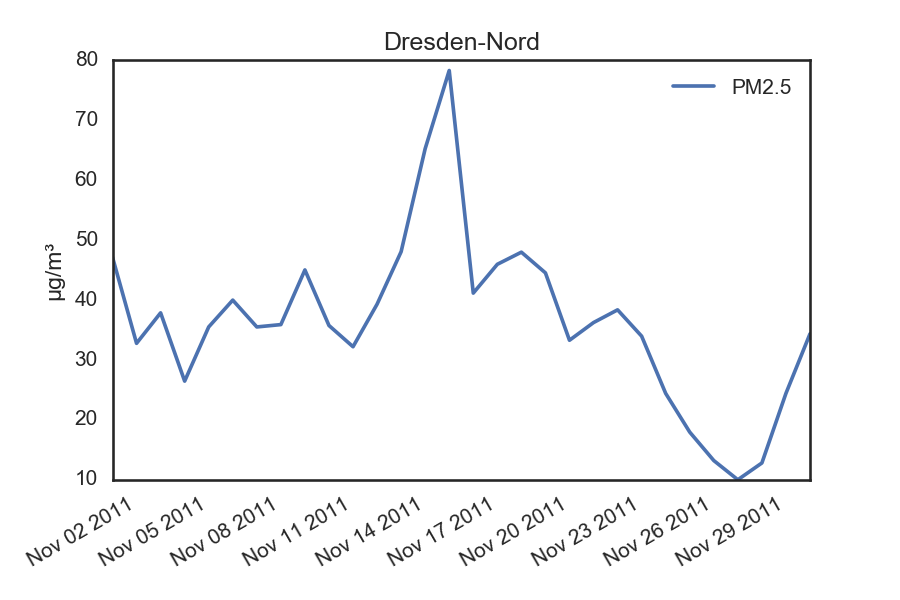 Dresden-Nord
80
70
60
50
40
30
20
10
µg/m³
PM2.5
Nov 02 2011
Nov 05 2011
Nov 08 2011
Nov 11 2011
Nov 14 2011
Nov 17 2011
Nov 20 2011
Nov 23 2011
Nov 26 2011
Nov 29 2011